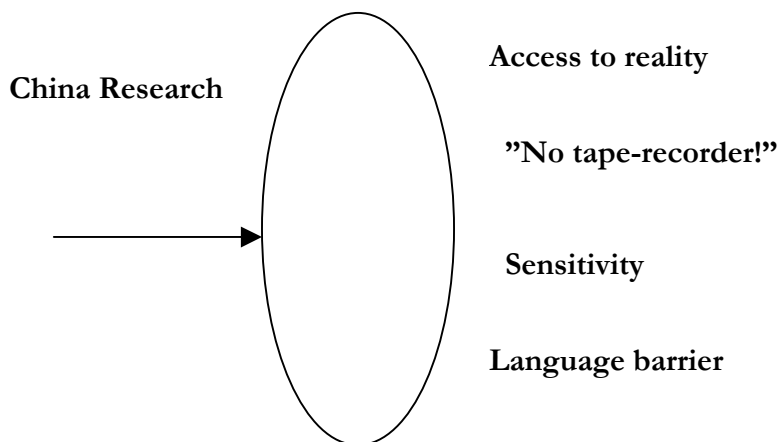 China Research
Access to reality
”No tape-recorder!”
Sensitivity
Language barrier